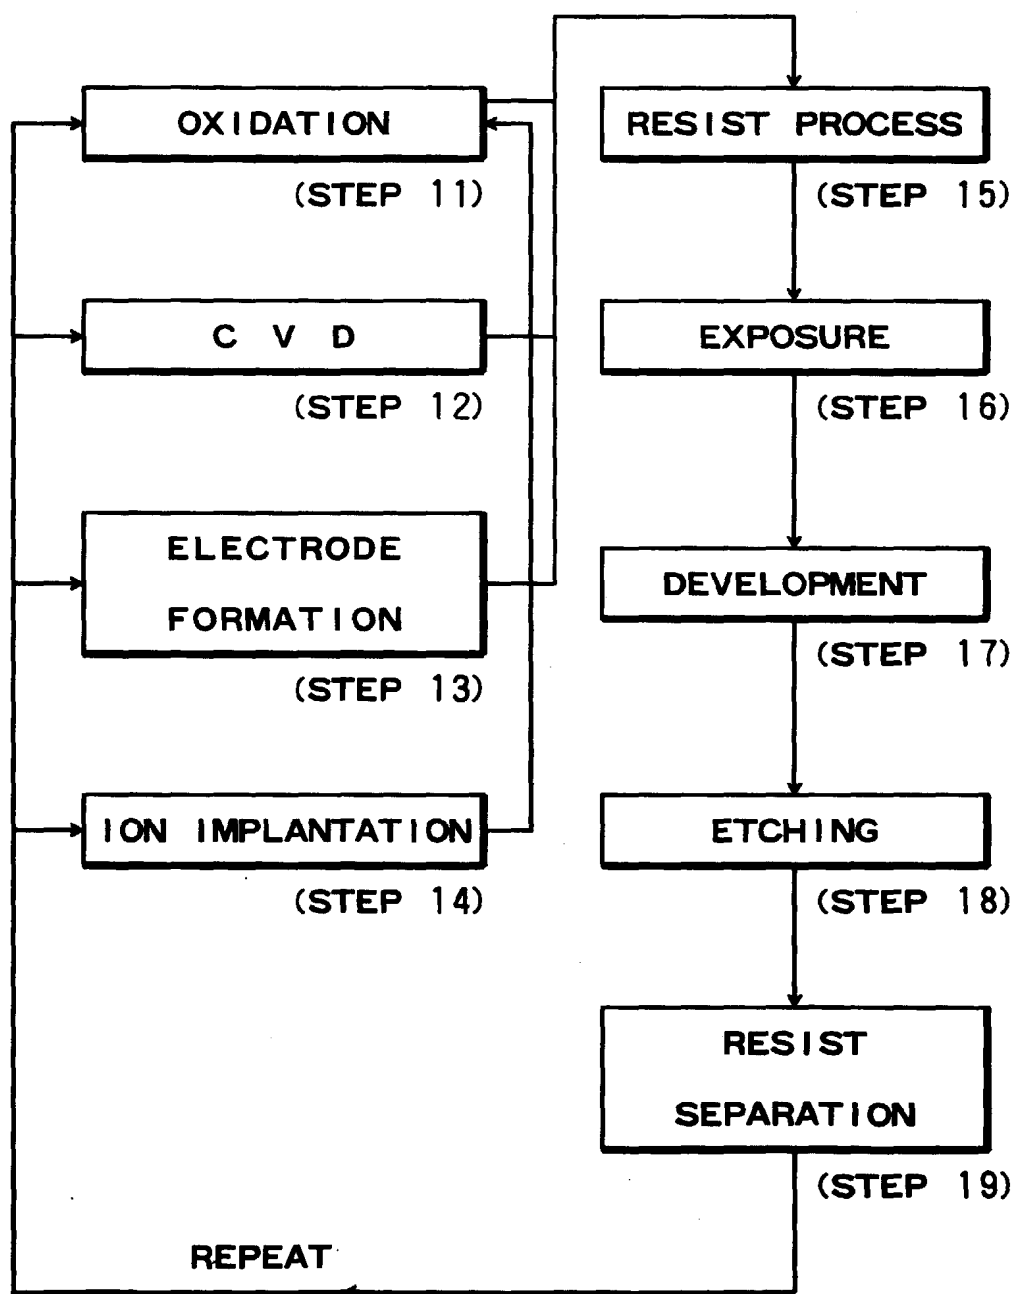 OXIDATION
(STEP 11)
C V D
(STEP 12)
ELECTRODE
FORMATION
(STEP 13)
ION IMPLANTATION
(STEP 14)
RESIST PROCESS
(STEP 15)
EXPOSURE
(STEP 16)
DEVELOPMENT
(STEP 17)
ETCHING
(STEP 18)
RESIST
SEPARATION
(STEP 19)
REPEAT